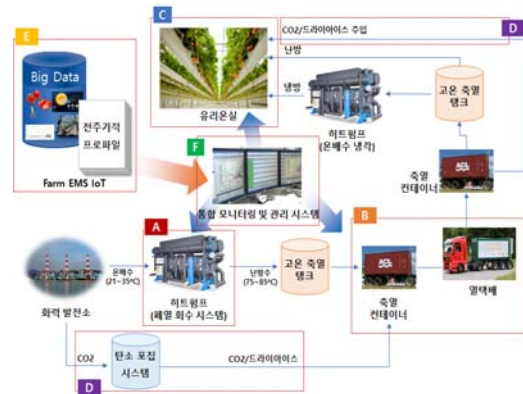 E
Big Data
전주기적
프로파일
Farm EMS IoT
C
유리온실
CO2/드라이아이스 주입
D
난방
냉방
히트펌프
(온배수 냉각)
고온 축열
탱크
축열
컨테이너
F
통합 모니터링 및 관리 시스템
A
히트펌프
(폐열 회수 시스템)
화력 발전소
온배수
(21~35℃)
난방수
(75~85℃)
고온 축열
탱크
B
축열
컨테이너
열택배
CO2
탄소 포집
시스템
CO2/드라이아이스
D